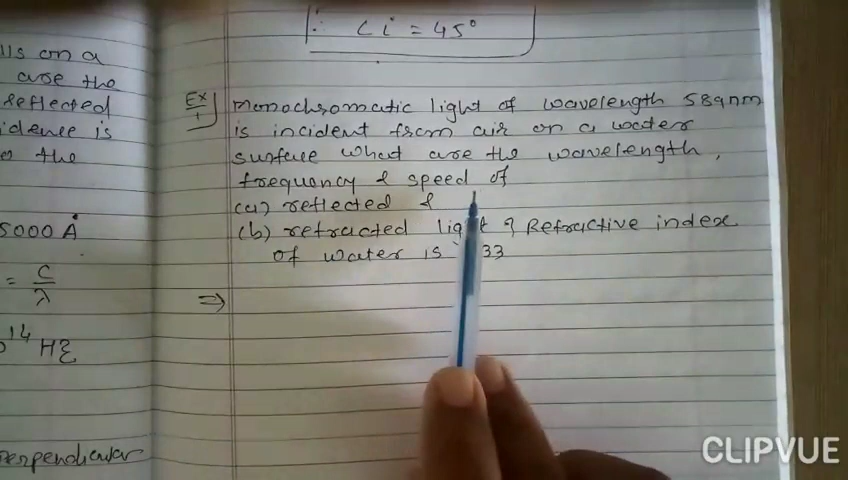 ∴ ∠i = 45°
lls on a
are the
reflected
idence is
the
5000 Å
= C/λ
14 HZ
perpendicular
Ex 1
monochromatic light of wavelength 589nm
is incident from air on a water
surface what are the wavelength,
frequency & speed of
(a) reflected &
(b) refracted light ? Refractive index
of water is 33
⇒
CLIPVUE